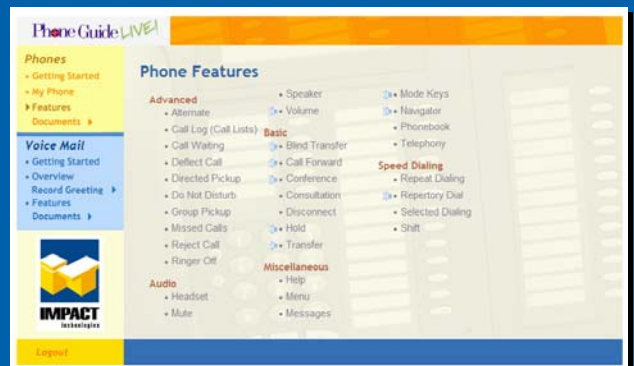 Phone Guide LIVE!
Phones
Getting Started
My Phone
Features
Documents
Voice Mail
Getting Started
Overview
Record Greeting
Features
Documents
IMPACT
technologies
Logout
Phone Features
Advanced
Alternate
Call Log (Call Lists)
Call Waiting
Deflect Call
Directed Pickup
Do Not Disturb
Group Pickup
Missed Calls
Reject Call
Ringer Off
Audio
Headset
Mute
Speaker
Volume
Basic
Blind Transfer
Call Forward
Conference
Consultation
Disconnect
Hold
Transfer
Miscellaneous
Help
Menu
Messages
Mode Keys
Navigator
Phonebook
Telephony
Speed Dialing
Repeat Dialing
Repertory Dial
Selected Dialing
Shift